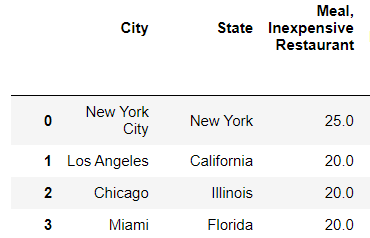 City State Meal,
Inexpensive
Restaurant
0 New York
City New York 25.0
1 Los Angeles California 20.0
2 Chicago Illinois 20.0
3 Miami Florida 20.0